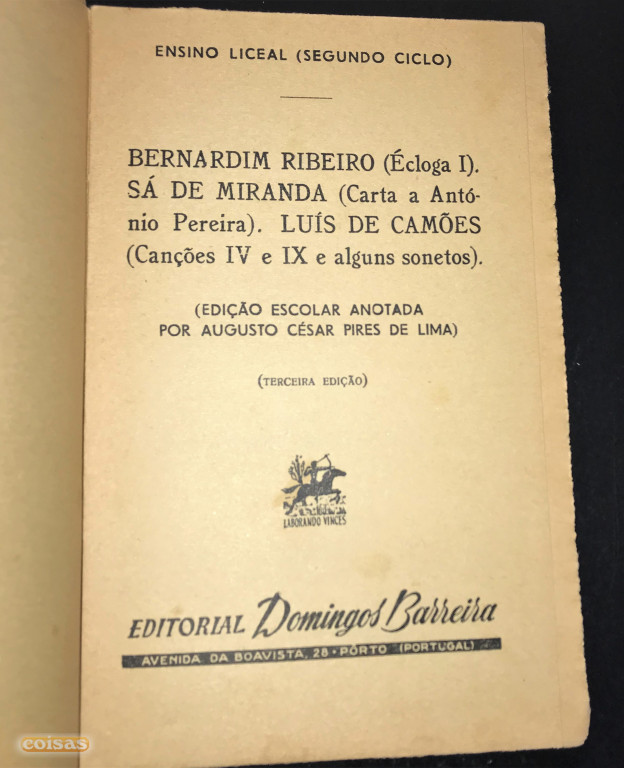 ENSINO LICEAL (SEGUNDO CICLO)
BERNARDIM RIBEIRO (Écloga I).
SÁ DE MIRANDA (Carta a Antó-
nio Pereira). LUÍS DE CAMÕES
(Canções IV e IX e alguns sonetos).
(EDIÇÃO ESCOLAR ANOTADA
POR AUGUSTO CÉSAR PIRES DE LIMA)
(TERCEIRA EDIÇÃO)
LABORANDO VINCES
EDITORIAL Domingos Barreira
AVENIDA DA BOAVISTA, 28 • PÔRTO (PORTUGAL)
coisas